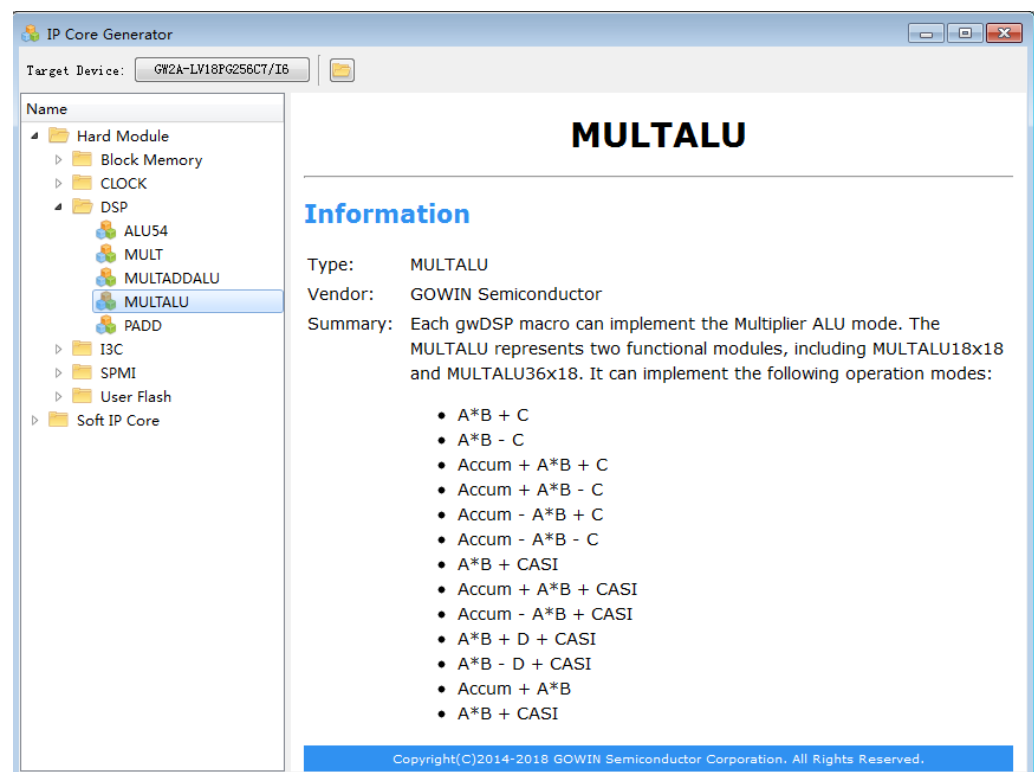 IP Core Generator
Target Device: GW2A-LV18PG256C7/I6
Name
Hard Module
Block Memory
CLOCK
DSP
ALU54
MULT
MULTADDALU
MULTALU
PADD
I3C
SPMI
User Flash
Soft IP Core
MULTALU
Information
Type: MULTALU
Vendor: GOWIN Semiconductor
Summary: Each gwDSP macro can implement the Multiplier ALU mode. The
MULTALU represents two functional modules, including MULTALU18x18
and MULTALU36x18. It can implement the following operation modes:
• A*B + C
• A*B - C
• Accum + A*B + C
• Accum + A*B - C
• Accum - A*B + C
• Accum - A*B - C
• A*B + CASI
• Accum + A*B + CASI
• Accum - A*B + CASI
• A*B + D + CASI
• A*B - D + CASI
• Accum + A*B
• A*B + CASI
Copyright(C)2014-2018 GOWIN Semiconductor Corporation. All Rights Reserved.